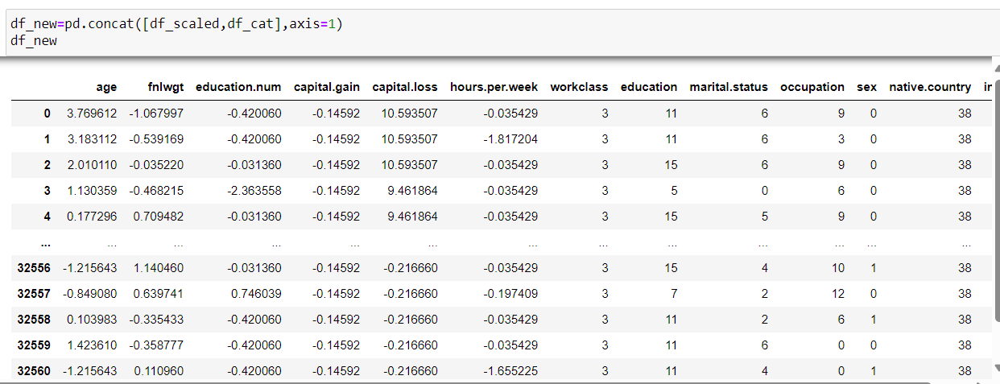 df_new=pd.concat([df_scaled,df_cat],axis=1)
df_new
age fnlwgt education.num capital.gain capital.loss hours.per.week workclass education marital.status occupation sex native.country
0 3.769612 -1.067997 -0.420060 -0.14592 10.593507 -0.035429 3 11 6 9 0 38
1 3.183112 -0.539169 -0.420060 -0.14592 10.593507 -1.817204 3 11 6 3 0 38
2 2.010110 -0.035220 -0.031360 -0.14592 10.593507 -0.035429 3 15 6 9 0 38
3 1.130359 -0.468215 -2.363558 -0.14592 9.461864 -0.035429 3 5 0 6 0 38
4 0.177296 0.709482 -0.031360 -0.14592 9.461864 -0.035429 3 15 5 9 0 38
... ... ... ... ... ... ... ... ... ... ... ... ...
32556 -1.215643 1.140460 -0.031360 -0.14592 -0.216660 -0.035429 3 15 4 10 1 38
32557 -0.849080 0.639741 0.746039 -0.14592 -0.216660 -0.197409 3 7 2 12 0 38
32558 0.103983 -0.335433 -0.420060 -0.14592 -0.216660 -0.035429 3 11 2 6 1 38
32559 1.423610 -0.358777 -0.420060 -0.14592 -0.216660 -0.035429 3 11 6 0 0 38
32560 -1.215643 0.110960 -0.420060 -0.14592 -0.216660 -1.655225 3 11 4 0 1 38